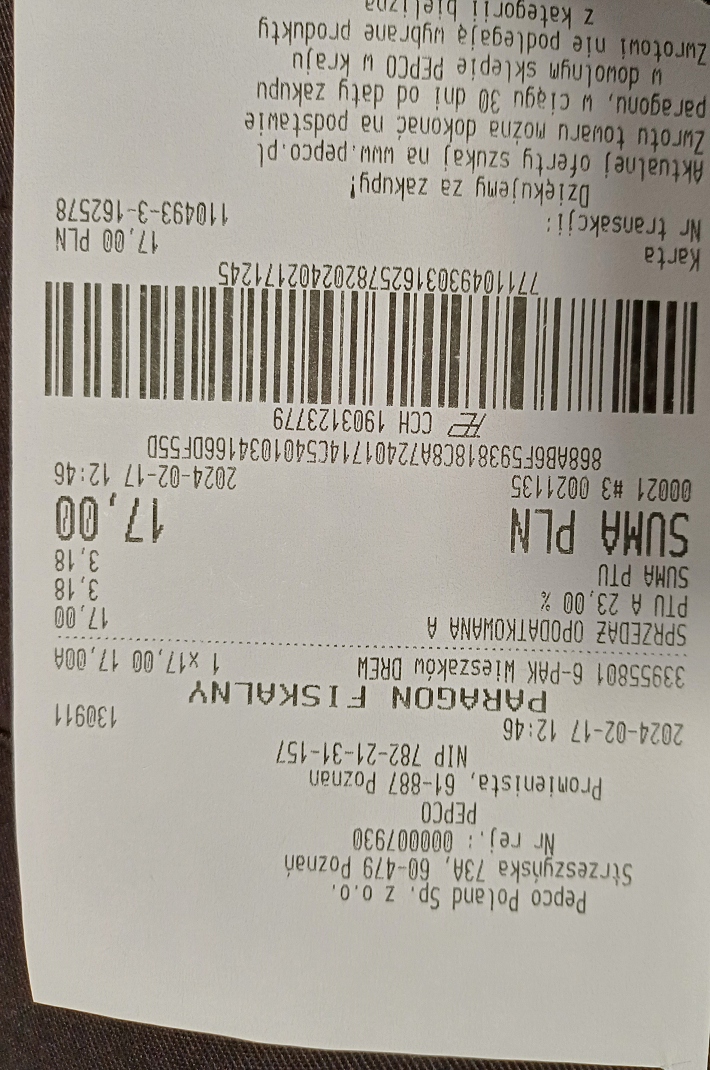 Pepco Poland Sp. z o.o.
Strzeszyńska 73A, 60-479 Poznań
Nr rej.: 000007930
PEPCO
Promienista, 61-887 Poznań
NIP 782-21-31-157
2024-02-17 12:46 130911
PARAGON FISKALNY
33955801 6-PAK Wieszaków DREW 1 x17,00 17,00A
SPRZEDAŻ OPODATKOWANA A 17,00
PTU A 23,00 % 3,18
SUMA PTU 3,18
SUMA PLN 17,00
00021 #3 0021135 2024-02-17 12:46
868AB6F593818C8A72401714C5401034166DF55D
CCH 1903123779
7711049303162578202402171245
Karta 17,00 PLN
Nr transakcji: 110493-3-162578
Dziękujemy za zakupy!
Aktualnej oferty szukaj na www.pepco.pl
Zwrotu towaru można dokonać na podstawie
paragonu, w ciągu 30 dni od daty zakupu
w dowolnym sklepie PEPCO w kraju
Zwrotowi nie podlegają wybrane produkty
z kategorii bielizna